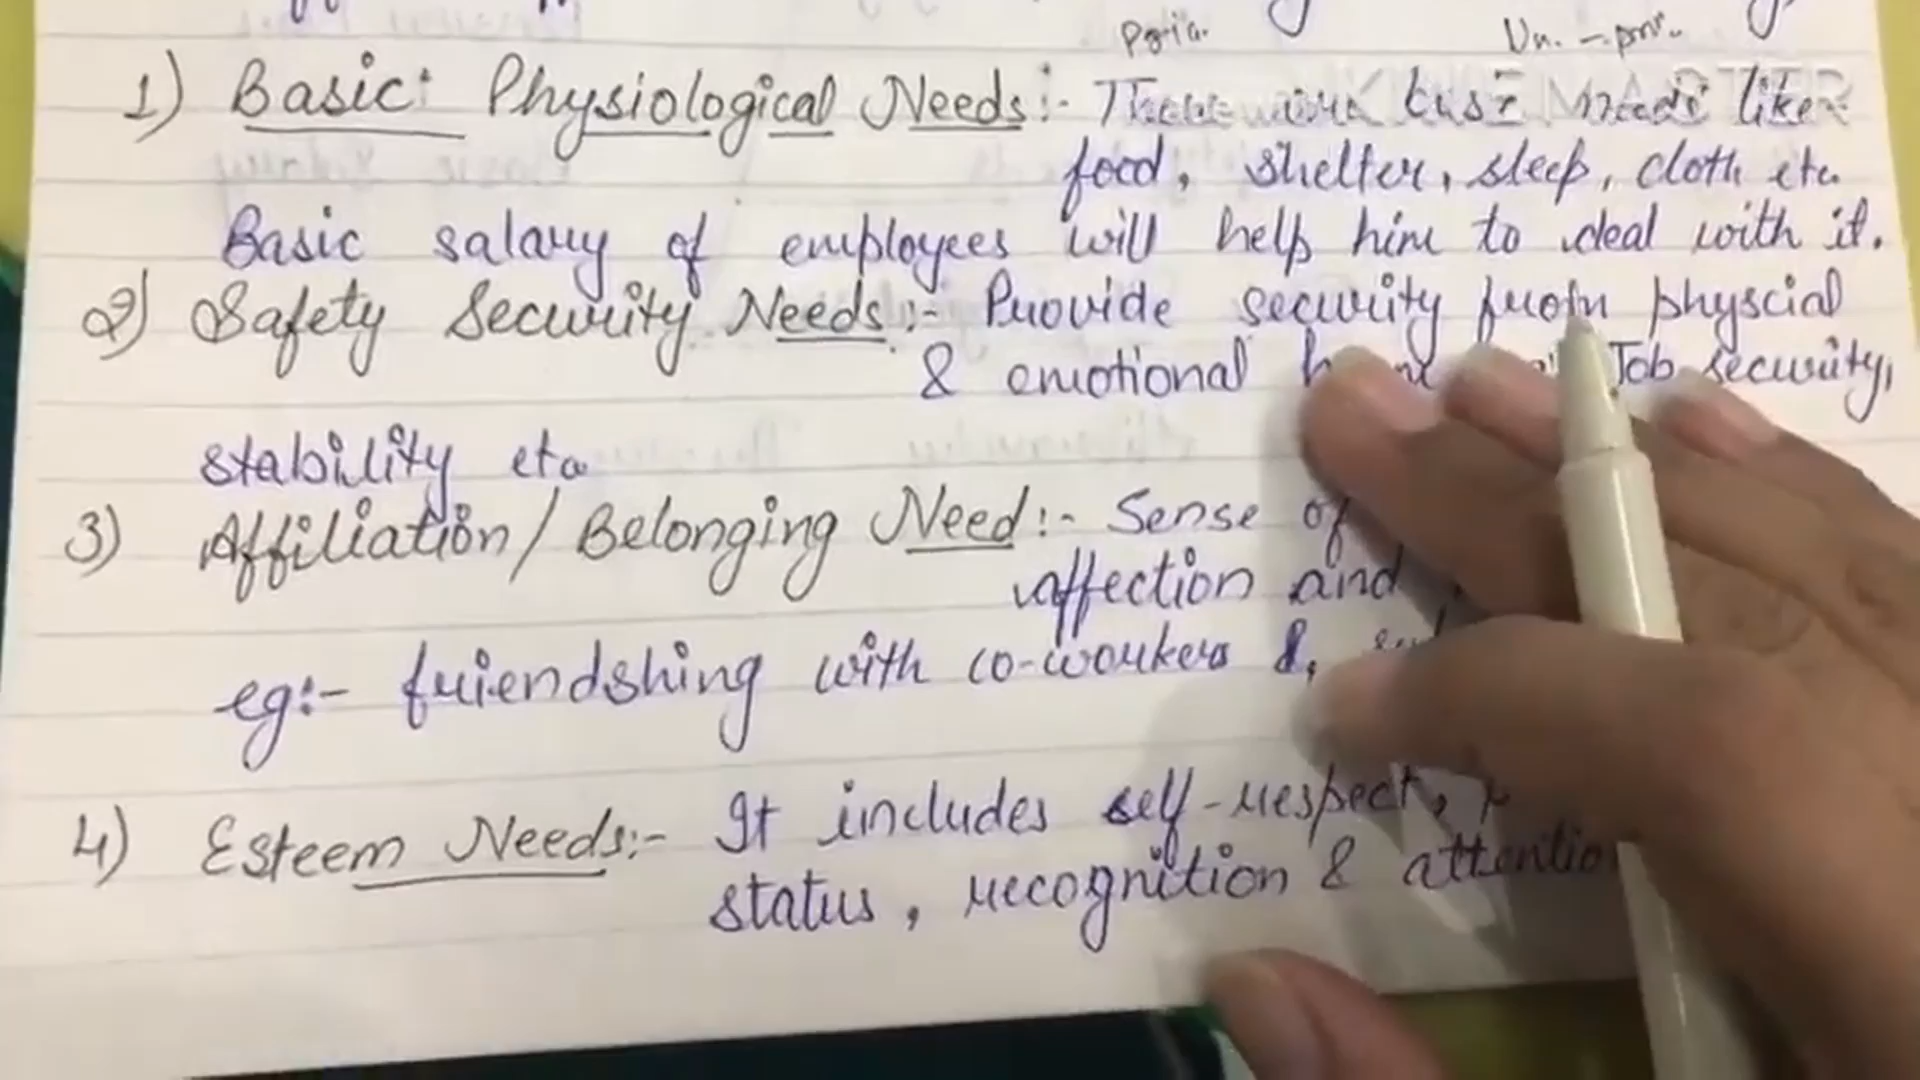 1) Basic Physiological Needs:- These are basic needs like
food, shelter, sleep, cloth etc.
Basic salary of employees will help him to deal with it.
2) Safety Security Needs:- Provide security from physcial
& emotional Job security,
stability etc
3) Affiliation/Belonging Need:- Sense of
affection and
eg:- friendshing with co-workers &
4) Esteem Needs:- It includes self-respect,
status, recognition & attention
KINEMASTER